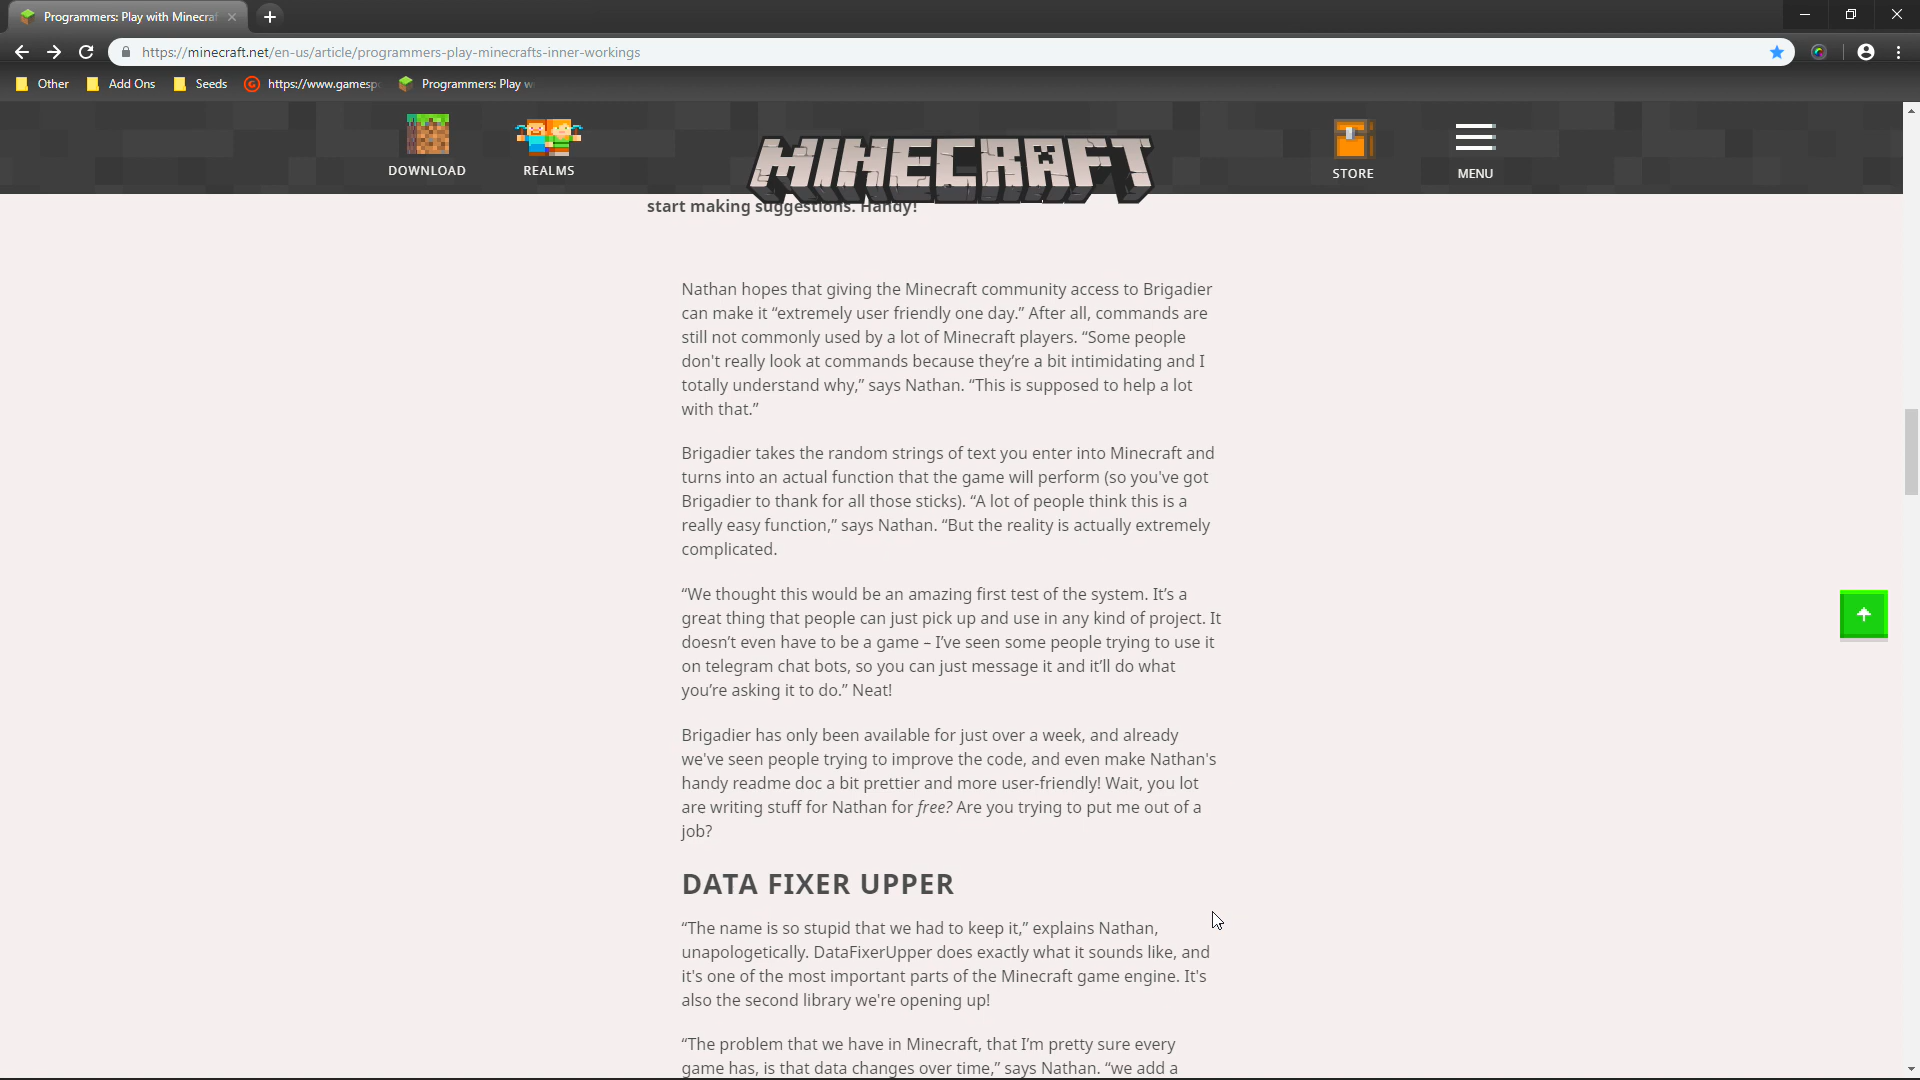 Programmers: Play with Minecraf
https://minecraft.net/en-us/article/programmers-play-minecrafts-inner-workings
Other
Add Ons
Seeds
https://www.gamesp
Programmers: Play w
DOWNLOAD
REALMS
MINECRAFT
STORE
MENU
start making suggestions. Handy!
Nathan hopes that giving the Minecraft community access to Brigadier
can make it “extremely user friendly one day.” After all, commands are
still not commonly used by a lot of Minecraft players. “Some people
don't really look at commands because they’re a bit intimidating and I
totally understand why,” says Nathan. “This is supposed to help a lot
with that.”
Brigadier takes the random strings of text you enter into Minecraft and
turns into an actual function that the game will perform (so you've got
Brigadier to thank for all those sticks). “A lot of people think this is a
really easy function,” says Nathan. “But the reality is actually extremely
complicated.
“We thought this would be an amazing first test of the system. It’s a
great thing that people can just pick up and use in any kind of project. It
doesn’t even have to be a game – I’ve seen some people trying to use it
on telegram chat bots, so you can just message it and it’ll do what
you’re asking it to do.” Neat!
Brigadier has only been available for just over a week, and already
we've seen people trying to improve the code, and even make Nathan's
handy readme doc a bit prettier and more user-friendly! Wait, you lot
are writing stuff for Nathan for free? Are you trying to put me out of a
job?
DATA FIXER UPPER
“The name is so stupid that we had to keep it,” explains Nathan,
unapologetically. DataFixerUpper does exactly what it sounds like, and
it's one of the most important parts of the Minecraft game engine. It's
also the second library we're opening up!
“The problem that we have in Minecraft, that I’m pretty sure every
game has, is that data changes over time,” says Nathan. “we add a